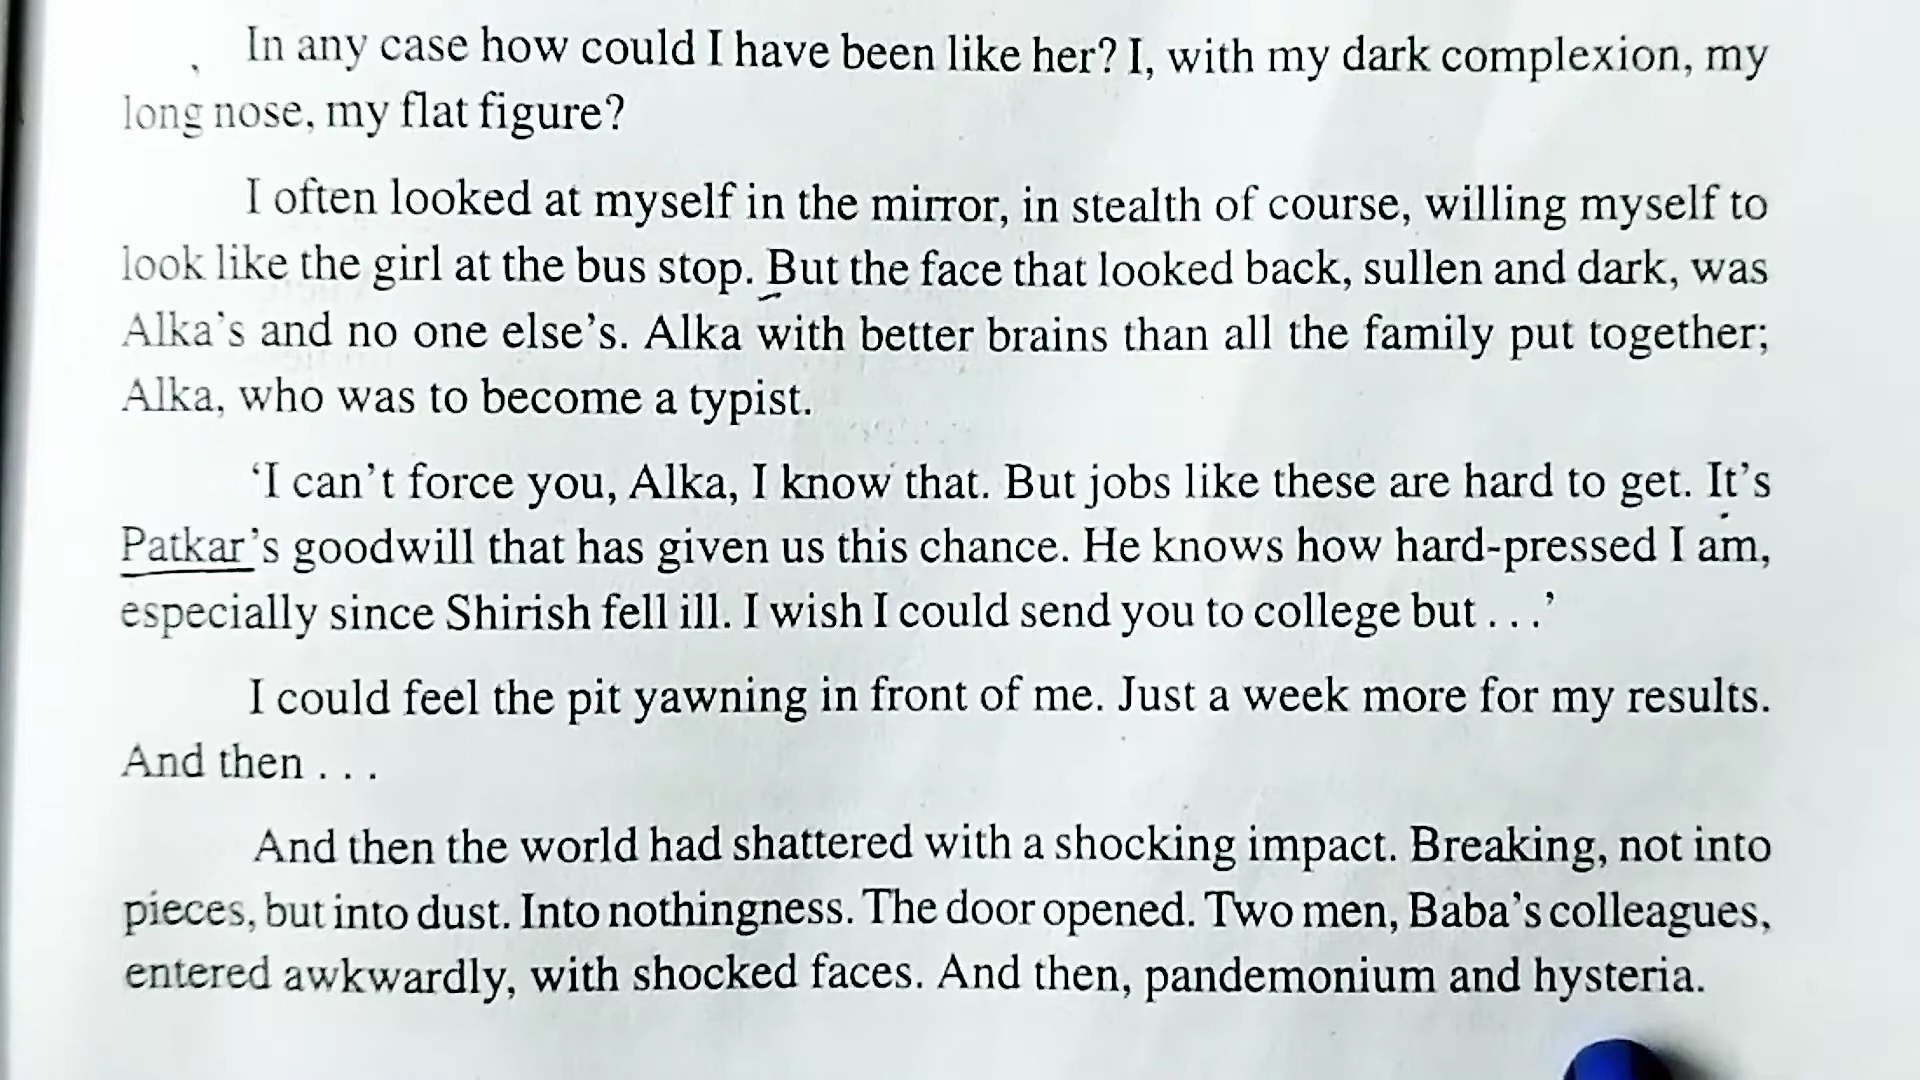 In any case how could I have been like her? I, with my dark complexion, my
long nose, my flat figure?
I often looked at myself in the mirror, in stealth of course, willing myself to
look like the girl at the bus stop. But the face that looked back, sullen and dark, was
Alka's and no one else's. Alka with better brains than all the family put together;
Alka, who was to become a typist.
‘I can’t force you, Alka, I know that. But jobs like these are hard to get. It’s
Patkar’s goodwill that has given us this chance. He knows how hard-pressed I am,
especially since Shirish fell ill. I wish I could send you to college but . . .’
I could feel the pit yawning in front of me. Just a week more for my results.
And then . . .
And then the world had shattered with a shocking impact. Breaking, not into
pieces, but into dust. Into nothingness. The door opened. Two men, Baba’s colleagues,
entered awkwardly, with shocked faces. And then, pandemonium and hysteria.